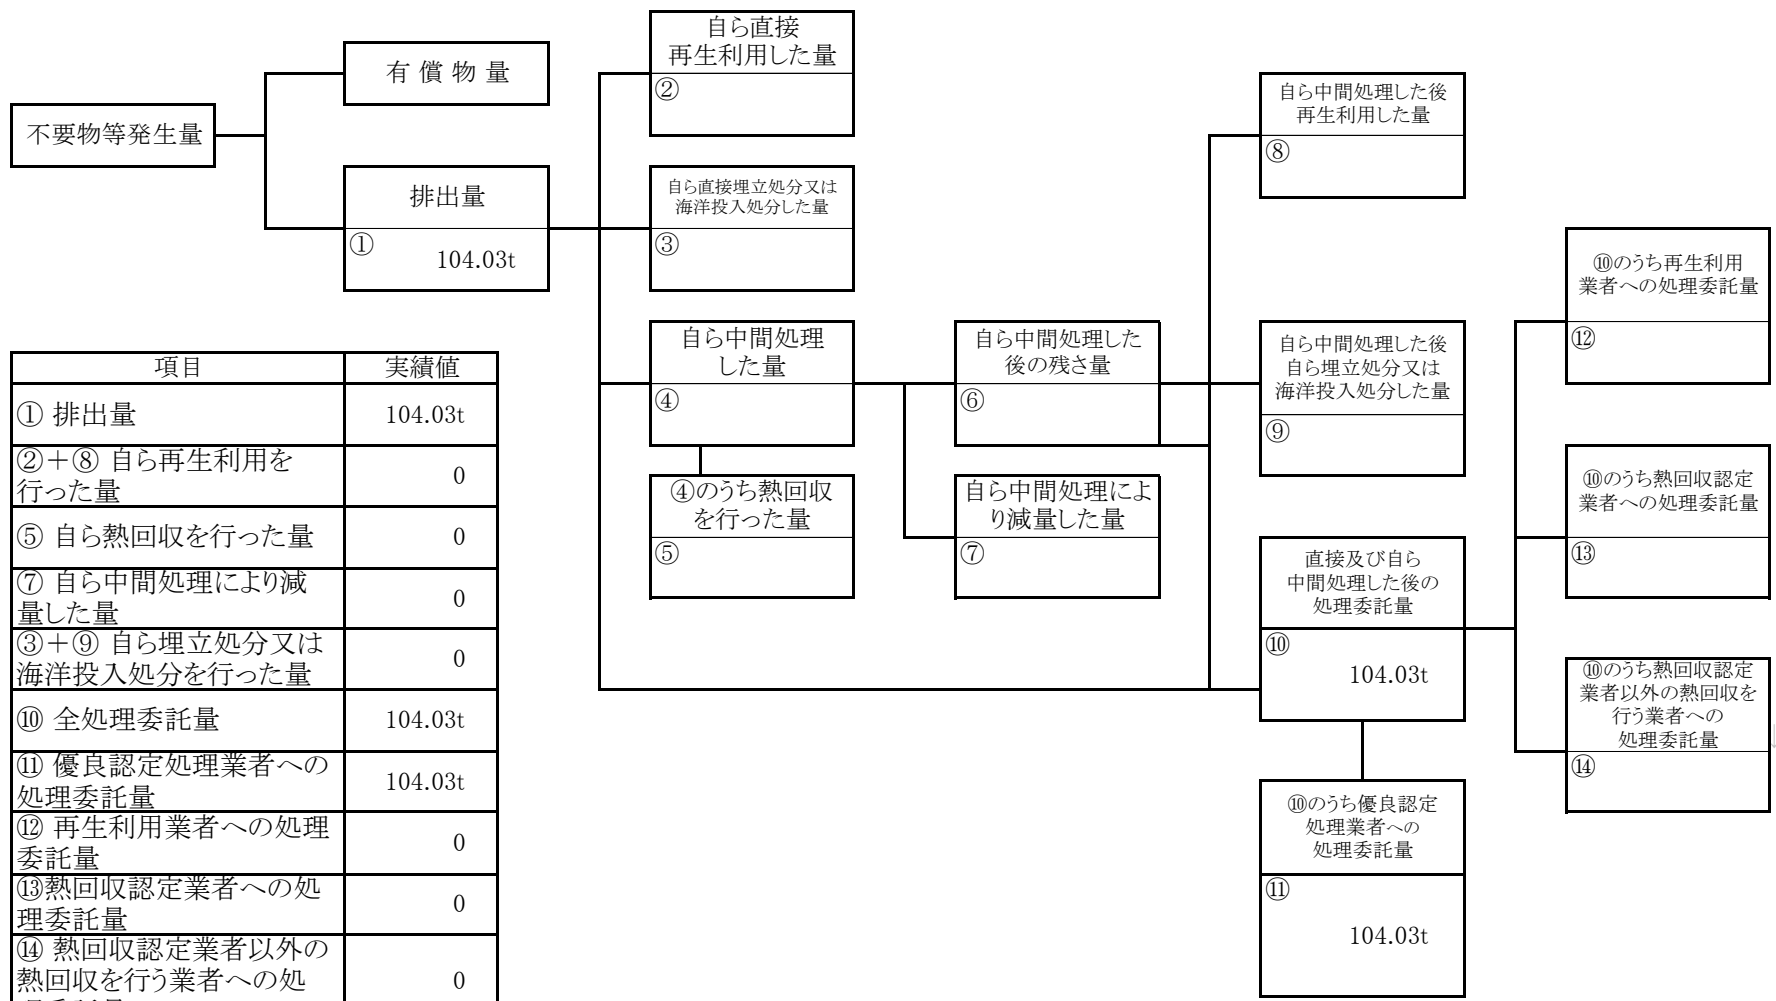 不要物等発生量
有 償 物 量
排出量
①
104.03t
自ら直接
再生利用した量
②
自ら直接埋立処分又は
海洋投入処分した量
③
自ら中間処理
した量
④
④のうち熱回収
を行った量
⑤
自ら中間処理した
後の残さ量
⑥
自ら中間処理によ
り減量した量
⑦
自ら中間処理した後
再生利用した量
⑧
自ら中間処理した後
自ら埋立処分又は
海洋投入処分した量
⑨
直接及び自ら
中間処理した後の
処理委託量
⑩
104.03t
⑩のうち優良認定
処理業者への
処理委託量
⑪
104.03t
⑩のうち再生利用
業者への処理委託量
⑫
⑩のうち熱回収認定
業者への処理委託量
⑬
⑩のうち熱回収認定
業者以外の熱回収を
行う業者への
処理委託量
⑭
項目 実績値
① 排出量 104.03t
②＋⑧ 自ら再生利用を
行った量 0
⑤ 自ら熱回収を行った量 0
⑦ 自ら中間処理により減
量した量 0
③＋⑨ 自ら埋立処分又は
海洋投入処分を行った量 0
⑩ 全処理委託量 104.03t
⑪ 優良認定処理業者への
処理委託量 104.03t
⑫ 再生利用業者への処理
委託量 0
⑬熱回収認定業者への処
理委託量 0
⑭ 熱回収認定業者以外の
熱回収を行う業者への処 0